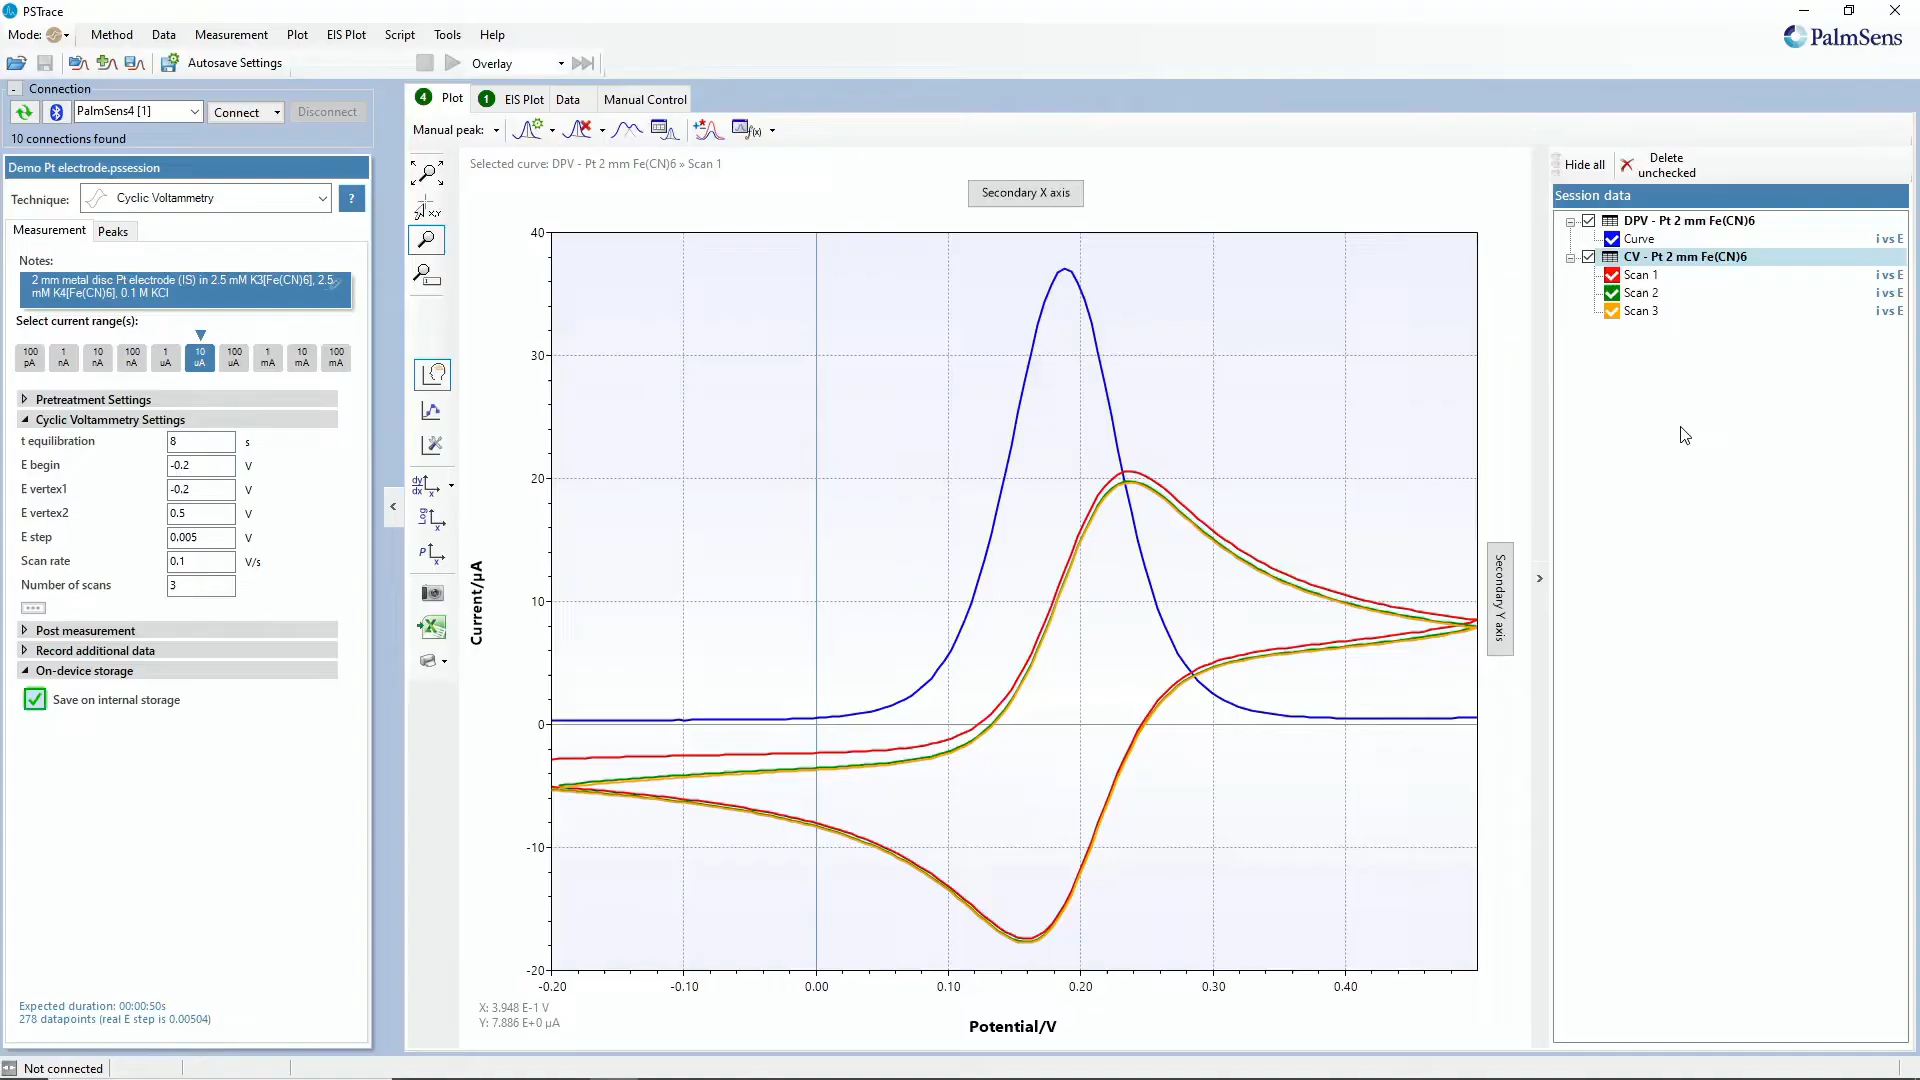 PSTrace
Mode:
Method
Data
Measurement
Plot
EIS Plot
Script
Tools
Help
PalmSens
Autosave Settings
Overlay
- Connection
PalmSens4 [1]
Connect
Disconnect
10 connections found
Demo Pt electrode.pssession
Technique:
Cyclic Voltammetry
?
Measurement
Peaks
Notes:
2 mm metal disc Pt electrode (IS) in 2.5 mM K3[Fe(CN)6], 2.5
mM K4[Fe(CN)6], 0.1 M KCl
Select current range(s):
100 pA
1 nA
10 nA
100 nA
1 uA
10 uA
100 uA
1 mA
10 mA
100 mA
Pretreatment Settings
Cyclic Voltammetry Settings
t equilibration 8 s
E begin -0.2 V
E vertex1 -0.2 V
E vertex2 0.5 V
E step 0.005 V
Scan rate 0.1 V/s
Number of scans 3
Post measurement
Record additional data
On-device storage
Save on internal storage
Expected duration: 00:00:50s
278 datapoints (real E step is 0.00504)
Not connected
4 Plot
1 EIS Plot
Data
Manual Control
Manual peak:
f(x)
x,y
dy/dx x
Log x
P x
Selected curve: DPV - Pt 2 mm Fe(CN)6 » Scan 1
Secondary X axis
40
30
20
10
0
-10
-20
Current/µA
-0.20
-0.10
0.00
0.10
0.20
0.30
0.40
X: 3.948 E-1 V
Y: 7.886 E+0 µA
Potential/V
Secondary Y axis
Hide all
Delete
unchecked
Session data
DPV - Pt 2 mm Fe(CN)6
Curve i vs E
CV - Pt 2 mm Fe(CN)6
Scan 1 i vs E
Scan 2 i vs E
Scan 3 i vs E